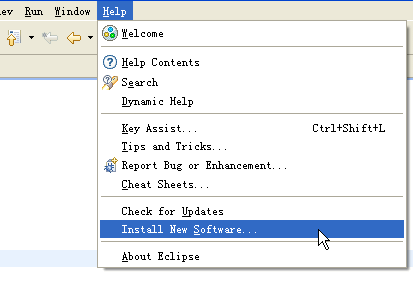 ev Run Window Help
Welcome
Help Contents
Search
Dynamic Help
Key Assist... Ctrl+Shift+L
Tips and Tricks...
Report Bug or Enhancement...
Cheat Sheets...
Check for Updates
Install New Software...
About Eclipse